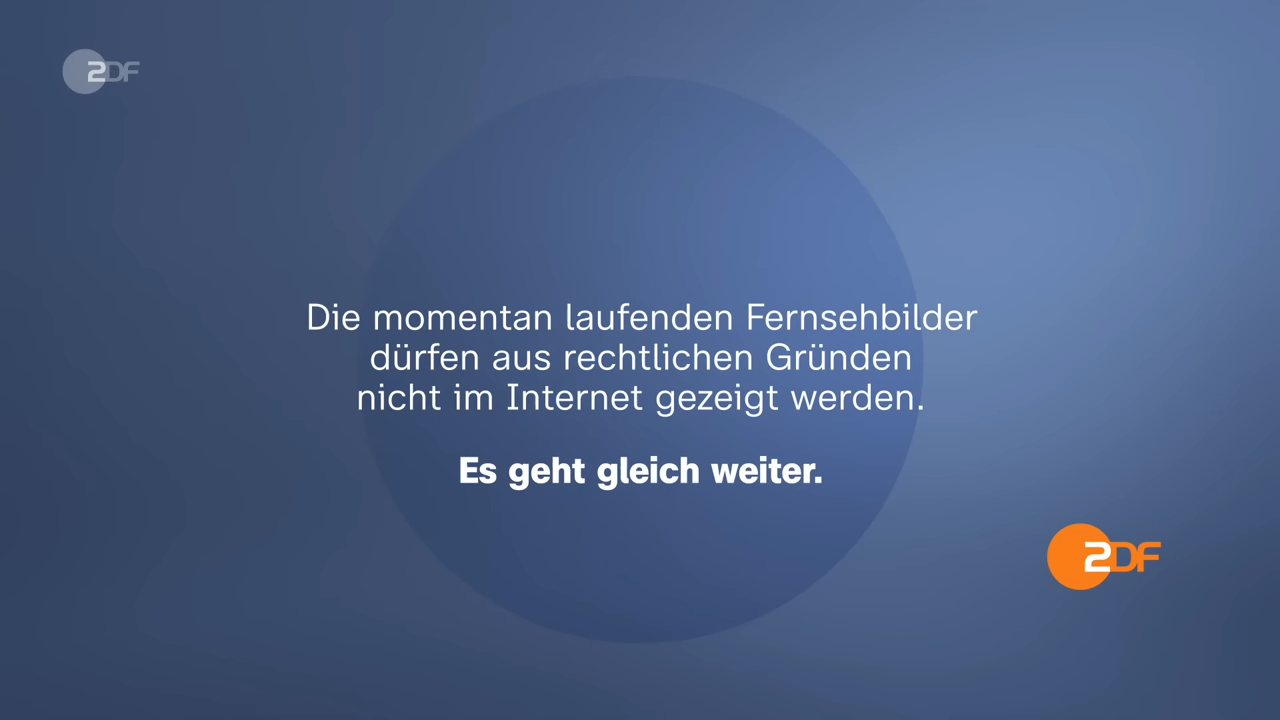 ZDF
Die momentan laufenden Fernsehbilder
dürfen aus rechtlichen Gründen
nicht im Internet gezeigt werden.
Es geht gleich weiter.
ZDF